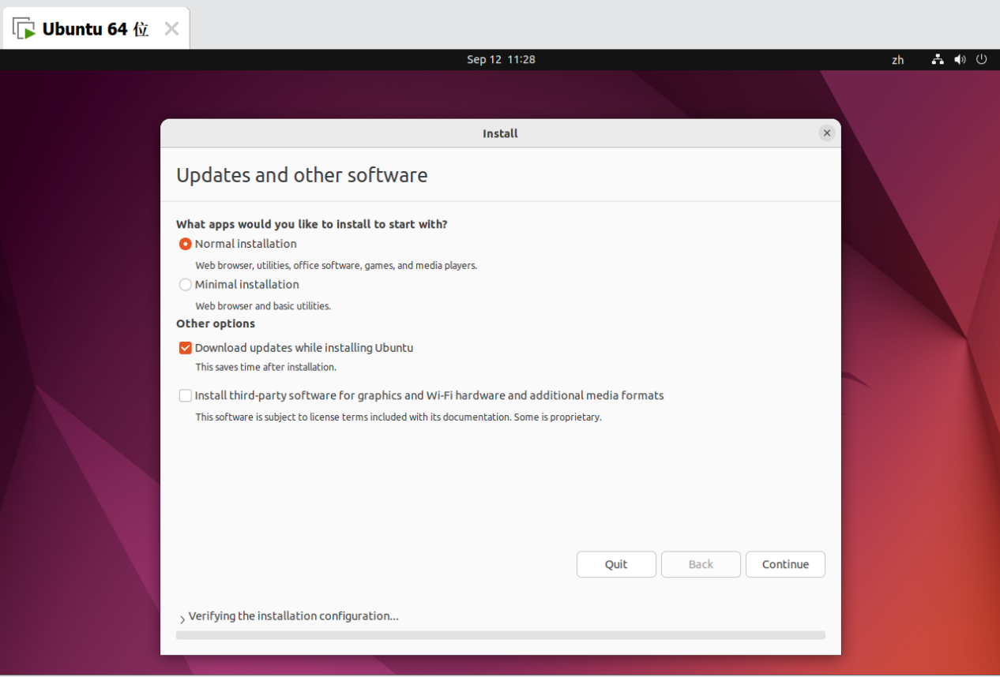 Ubuntu 64 位
Sep 12 11:28
zh
Install
Updates and other software
What apps would you like to install to start with?
Normal installation
Web browser, utilities, office software, games, and media players.
Minimal installation
Web browser and basic utilities.
Other options
Download updates while installing Ubuntu
This saves time after installation.
Install third-party software for graphics and Wi-Fi hardware and additional media formats
This software is subject to license terms included with its documentation. Some is proprietary.
Quit
Back
Continue
Verifying the installation configuration...